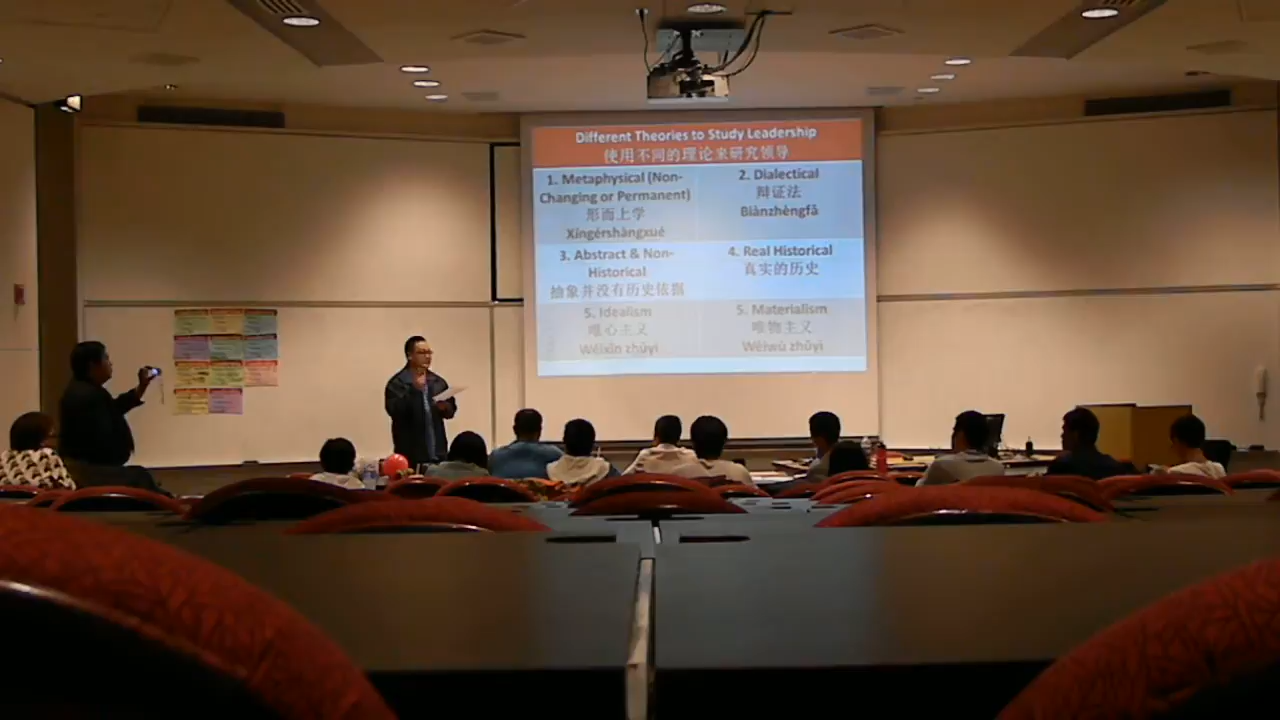 Different Theories to Study Leadership
使用不同的理论来研究领导
1. Metaphysical (Non-
Changing or Permanent)
形而上学
Xíngérshàngxué
2. Dialectical
辩证法
Biànzhèngfǎ
3. Abstract & Non-
Historical
抽象并没有历史依据
4. Real Historical
真实的历史
5. Idealism
唯心主义
Wéixīn zhǔyì
5. Materialism
唯物主义
Wéiwù zhǔyì